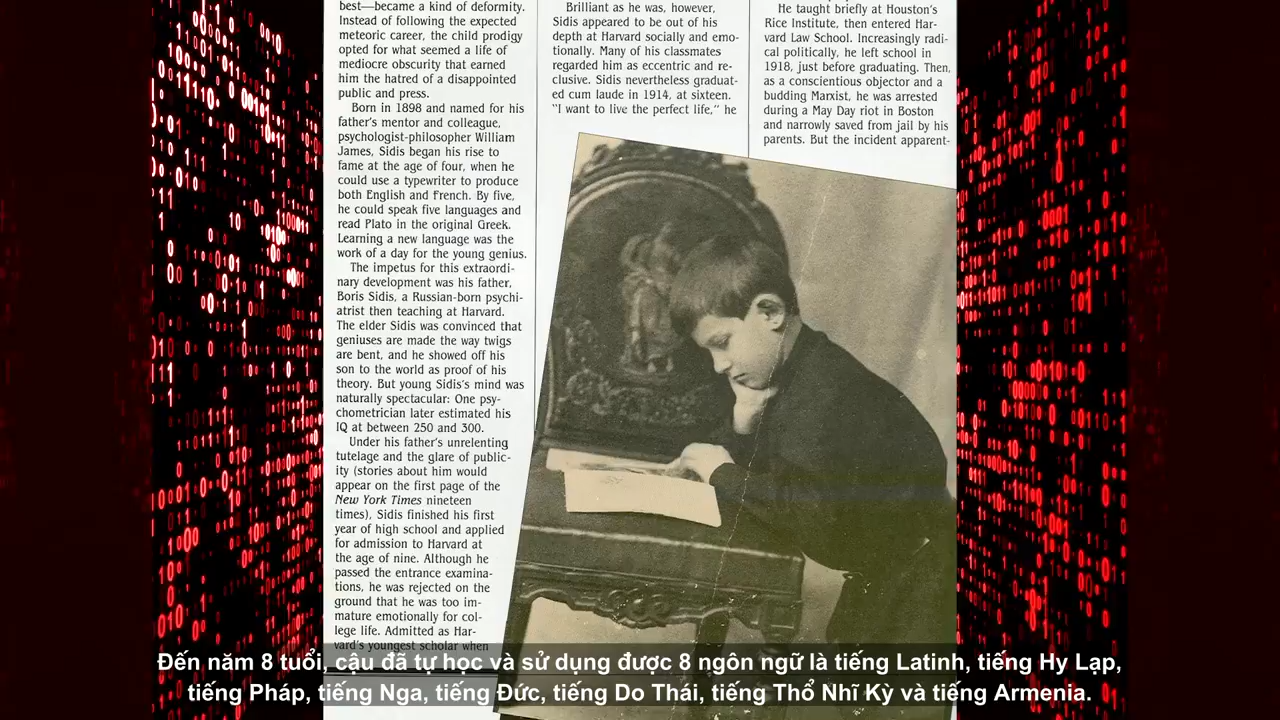 best—became a kind of deformity.
Instead of following the expected
meteoric career, the child prodigy
opted for what seemed a life of
mediocre obscurity that earned
him the hatred of a disappointed
public and press.
Born in 1898 and named for his
father's mentor and colleague,
psychologist-philosopher William
James, Sidis began his rise to
fame at the age of four, when he
could use a typewriter to produce
both English and French. By five,
he could speak five languages and
read Plato in the original Greek.
Learning a new language was the
work of a day for the young genius.
The impetus for this extraordi-
nary development was his father,
Boris Sidis, a Russian-born psychi-
atrist then teaching at Harvard.
The elder Sidis was convinced that
geniuses are made the way twigs
are bent, and he showed off his
son to the world as proof of his
theory. But young Sidis's mind was
naturally spectacular: One psy-
chometrician later estimated his
IQ at between 250 and 300.
Under his father's unrelenting
tutelage and the glare of public-
ity (stories about him would
appear on the first page of the
New York Times nineteen
times), Sidis finished his first
year of high school and applied
for admission to Harvard at
the age of nine. Although he
passed the entrance examina-
tions, he was rejected on the
ground that he was too im-
mature emotionally for col-
lege life. Admitted as Har-
vard's youngest scholar when
Brilliant as he was, however,
Sidis appeared to be out of his
depth at Harvard socially and emo-
tionally. Many of his classmates
regarded him as eccentric and re-
clusive. Sidis nevertheless graduat-
ed cum laude in 1914, at sixteen.
"I want to live the perfect life," he
He taught briefly at Houston's
Rice Institute, then entered Har-
vard Law School. Increasingly radi-
cal politically, he left school in
1918, just before graduating. Then,
as a conscientious objector and a
budding Marxist, he was arrested
during a May Day riot in Boston
and narrowly saved from jail by his
parents. But the incident apparent-
Đến năm 8 tuổi, cậu đã tự học và sử dụng được 8 ngôn ngữ là tiếng Latinh, tiếng Hy Lạp,
tiếng Pháp, tiếng Nga, tiếng Đức, tiếng Do Thái, tiếng Thổ Nhĩ Kỳ và tiếng Armenia.